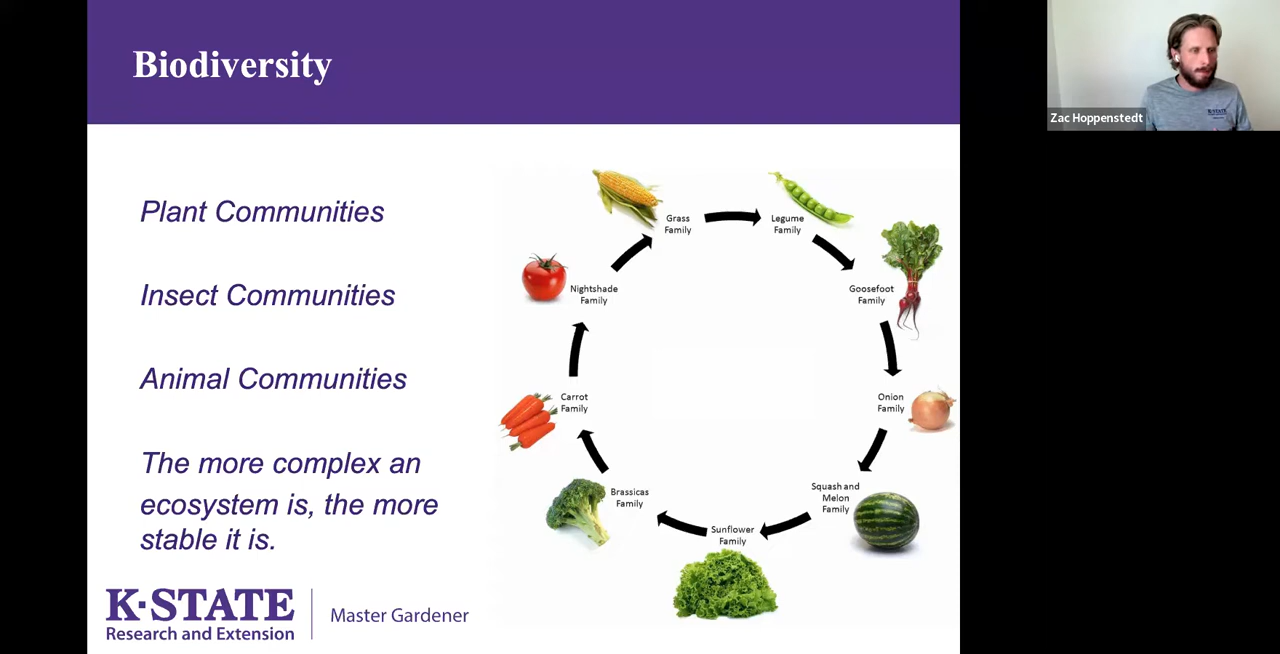 Biodiversity
Plant Communities
Insect Communities
Animal Communities
The more complex an
ecosystem is, the more
stable it is.
K·STATE
Research and Extension
Master Gardener
Grass
Family
Legume
Family
Goosefoot
Family
Onion
Family
Squash and
Melon
Family
Sunflower
Family
Brassicas
Family
Carrot
Family
Nightshade
Family
Zac Hoppenstedt
K-STATE